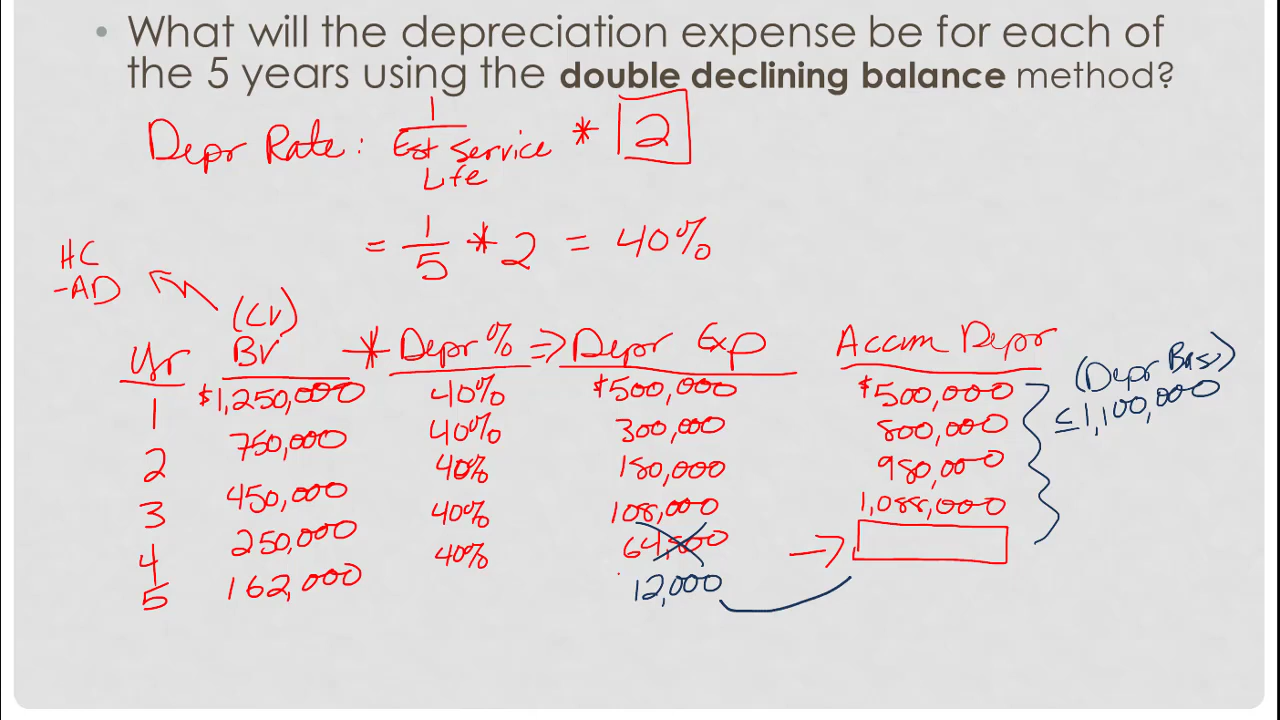 • What will the depreciation expense be for each of
the 5 years using the double declining balance method?
Depr Rate: 1 / Est Service Life * 2
= 1/5 * 2 = 40%
HC
-AD
(CV)
Yr BV * Depr % => Depr Exp Accum Depr
(Depr Basis)
≤1,100,000
1 $1,250,000 40% $500,000 $500,000
2 750,000 40% 300,000 800,000
3 450,000 40% 180,000 980,000
4 250,000 40% 108,000 1,088,000
5 162,000 40% 64,800
12,000